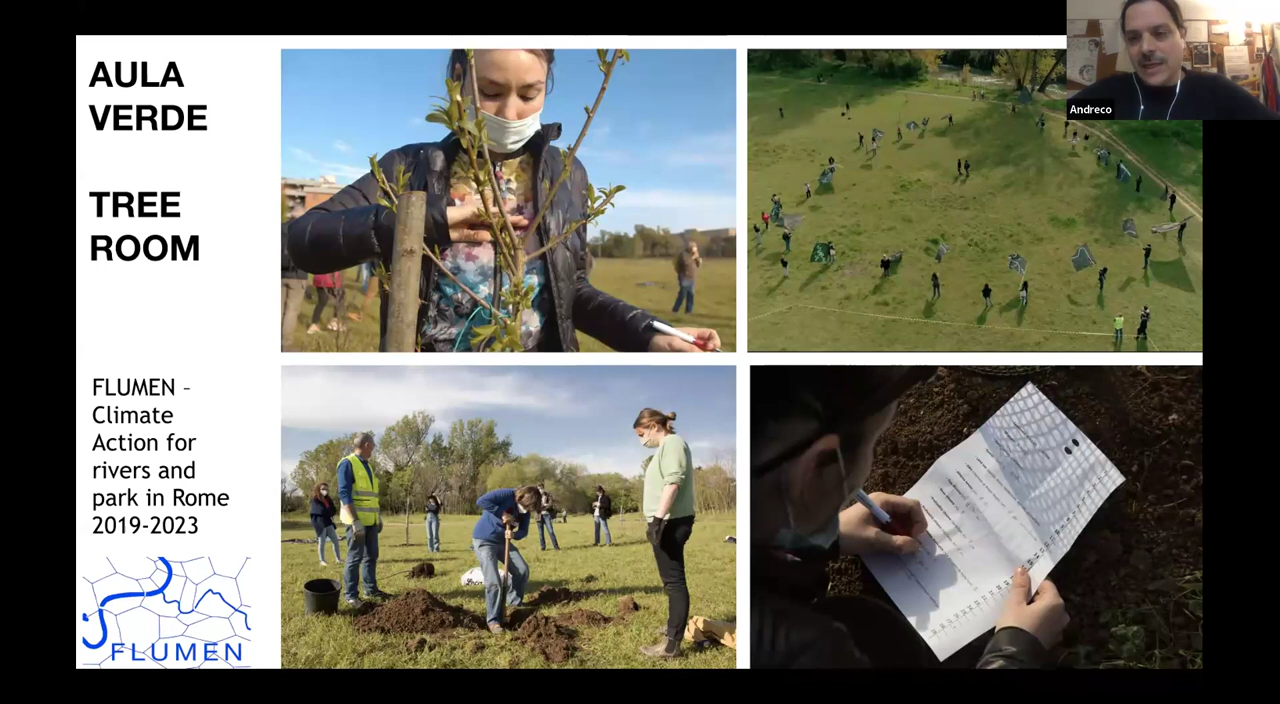 AULA
VERDE
TREE
ROOM
FLUMEN –
Climate
Action for
rivers and
park in Rome
2019-2023
FLUMEN
Andreco